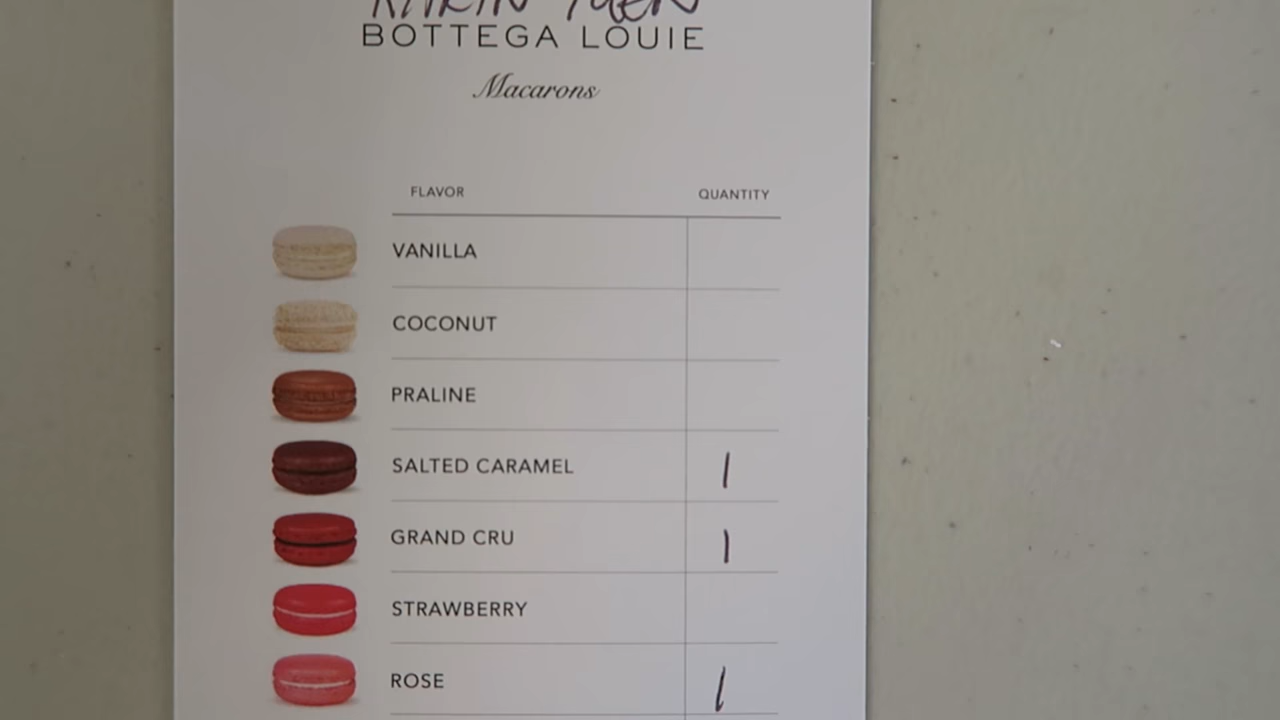 BOTTEGA LOUIE
Macarons
FLAVOR QUANTITY
VANILLA
COCONUT
PRALINE
SALTED CARAMEL 1
GRAND CRU 1
STRAWBERRY
ROSE 1